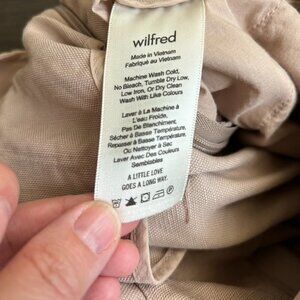 wilfred
Made in Vietnam
Fabriqué au Vietnam
Machine Wash Cold,
No Bleach, Tumble Dry Low,
Low Iron, Or Dry Clean
Wash With Like Colours
Laver à La Machine à
L'eau Froide,
Pas De Blanchiment,
Sécher à Basse Température,
Repasser à Basse Température
Ou Nettoyer à Sec
Laver Avec Des Couleurs
Semblables
A LITTLE LOVE
GOES A LONG WAY.